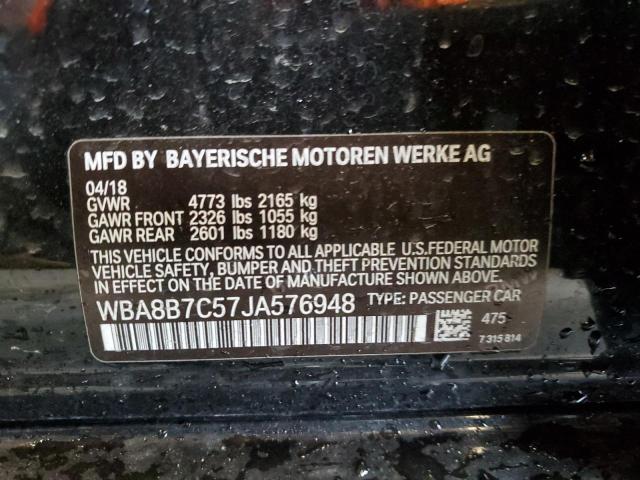 MFD BY BAYERISCHE MOTOREN WERKE AG
04/18
GVWR 4773 lbs 2165 kg
GAWR FRONT 2326 lbs 1055 kg
GAWR REAR 2601 lbs 1180 kg
THIS VEHICLE CONFORMS TO ALL APPLICABLE U.S.FEDERAL MOTOR
VEHICLE SAFETY, BUMPER, AND THEFT PREVENTION STANDARDS
IN EFFECT ON THE DATE OF MANUFACTURE SHOWN ABOVE.
WBA8B7C57JA576948 TYPE: PASSENGER CAR
475
7 315 814